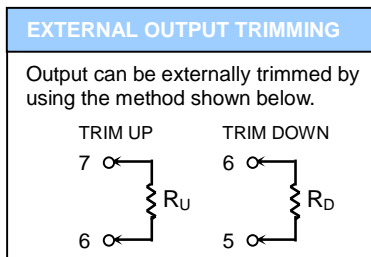 EXTERNAL OUTPUT TRIMMING
Output can be externally trimmed by
using the method shown below.
TRIM UP TRIM DOWN
7 6
RU RD
6 5